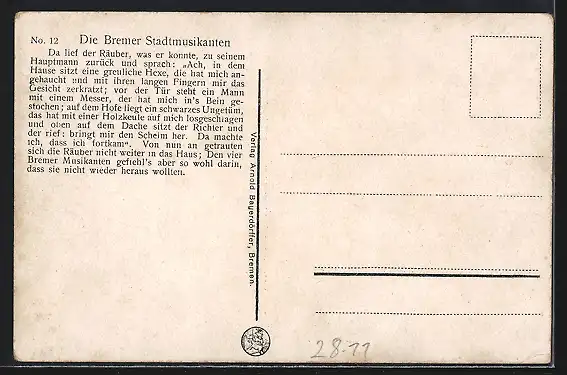 No. 12 Die Bremer Stadtmusikanten
Da lief der Räuber, was er konnte, zu seinem
Hauptmann zurück und sprach: „Ach, in dem
Hause sitzt eine greuliche Hexe, die hat mich an-
gehaucht und mit ihren langen Fingern mir das
Gesicht zerkratzt; vor der Tür steht ein Mann
mit einem Messer, der hat mich in's Bein ge-
stochen; auf dem Hofe liegt ein schwarzes Ungetüm,
das hat mit einer Holzkeule auf mich losgeschlagen
und oben auf dem Dache sitzt der Richter und
der rief: bringt mir den Schelm her. Da machte
ich, dass ich fortkam“. Von nun an getrauten
sich die Räuber nicht weiter in das Haus; Den vier
Bremer Musikanten gefiehl's aber so wohl darin,
dass sie nicht wieder heraus wollten.
Verlag Arnold Beyerdörffer, Bremen.
28-11